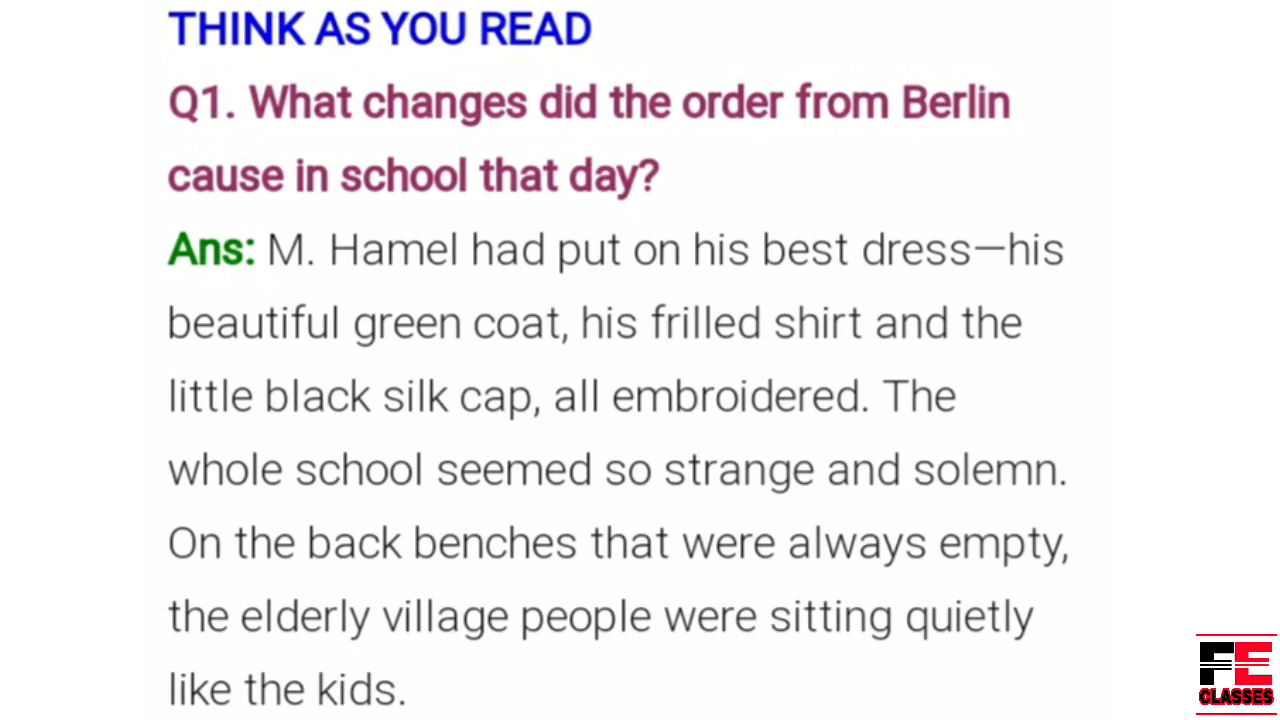 THINK AS YOU READ
Q1. What changes did the order from Berlin
cause in school that day?
Ans: M. Hamel had put on his best dress—his
beautiful green coat, his frilled shirt and the
little black silk cap, all embroidered. The
whole school seemed so strange and solemn.
On the back benches that were always empty,
the elderly village people were sitting quietly
like the kids.
FE
CLASSES